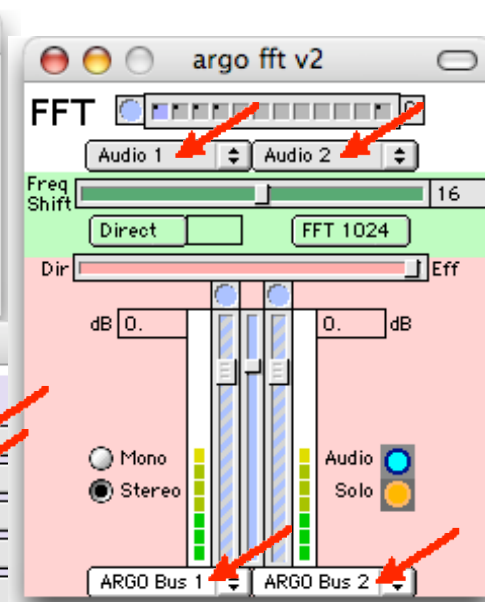 argo fft v2
FFT
Audio 1 Audio 2
Freq Shift 16
Direct FFT 1024
Dir Eff
dB 0. 0. dB
Mono Audio
Stereo Solo
ARGO Bus 1 ARGO Bus 2